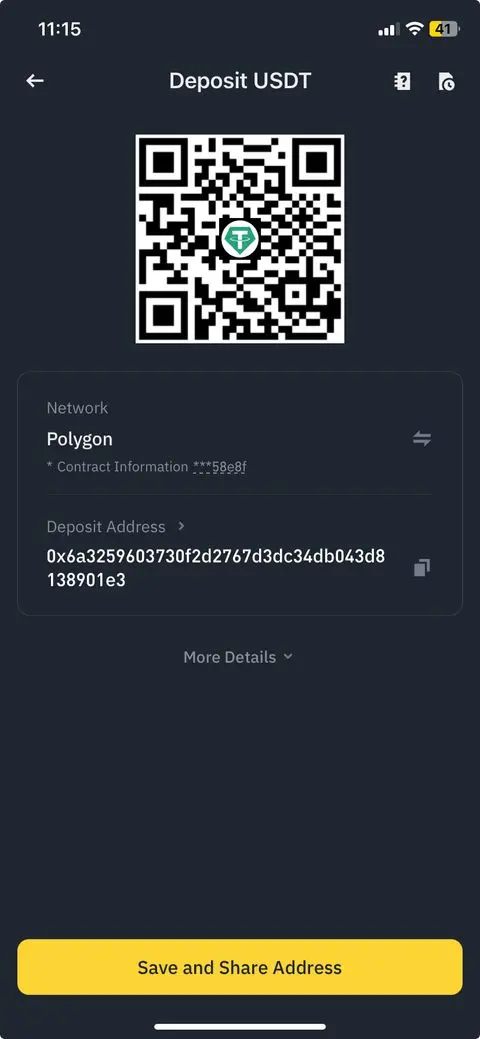 11:15
41
Deposit USDT
Network
Polygon
* Contract Information ***58e8f
Deposit Address >
0x6a3259603730f2d2767d3dc34db043d8
138901e3
More Details
Save and Share Address